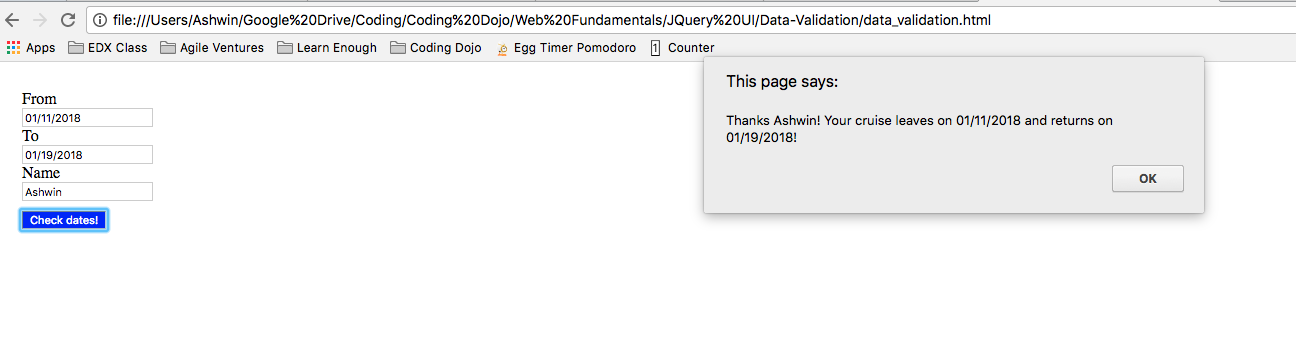 file:///Users/Ashwin/Google%20Drive/Coding/Coding%20Dojo/Web%20Fundamentals/JQuery%20UI/Data-Validation/data_validation.html
Apps EDX Class Agile Ventures Learn Enough Coding Dojo Egg Timer Pomodoro 1 Counter
This page says:
Thanks Ashwin! Your cruise leaves on 01/11/2018 and returns on
01/19/2018!
OK
From
01/11/2018
To
01/19/2018
Name
Ashwin
Check dates!